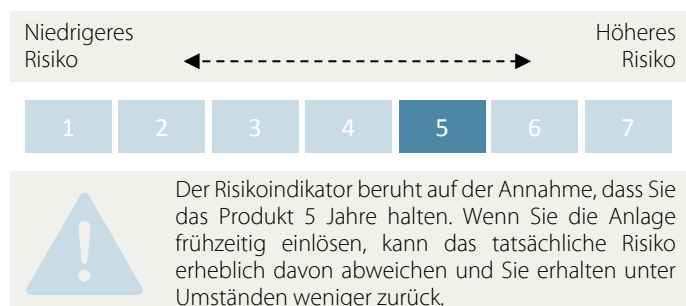 Niedrigeres Höheres
Risiko Risiko
1 2 3 4 5 6 7
Der Risikoindikator beruht auf der Annahme, dass Sie
das Produkt 5 Jahre halten. Wenn Sie die Anlage
frühzeitig einlösen, kann das tatsächliche Risiko
erheblich davon abweichen und Sie erhalten unter
Umständen weniger zurück.